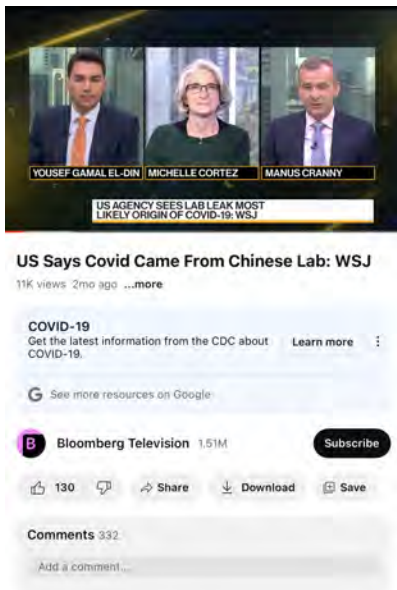 YOUSEF GAMAL EL-DIN
MICHELLE CORTEZ
MANUS CRANNY
US AGENCY SEES LAB LEAK MOST
LIKELY ORIGIN OF COVID-19: WSJ
US Says Covid Came From Chinese Lab: WSJ
11K views 2mo ago ...more
COVID-19
Get the latest information from the CDC about
COVID-19.
Learn more
G See more resources on Google
B Bloomberg Television 1.51M
Subscribe
130 Share Download Save
Comments 332
Add a comment...